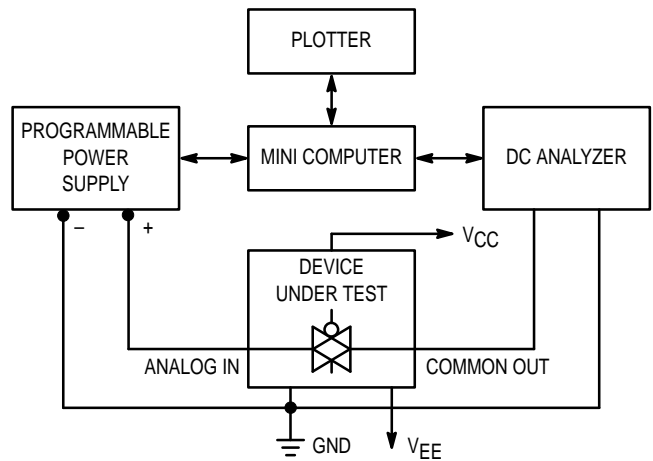 PLOTTER
PROGRAMMABLE
POWER
SUPPLY
MINI COMPUTER
DC ANALYZER
– +
VCC
DEVICE
UNDER TEST
ANALOG IN
COMMON OUT
GND
VEE